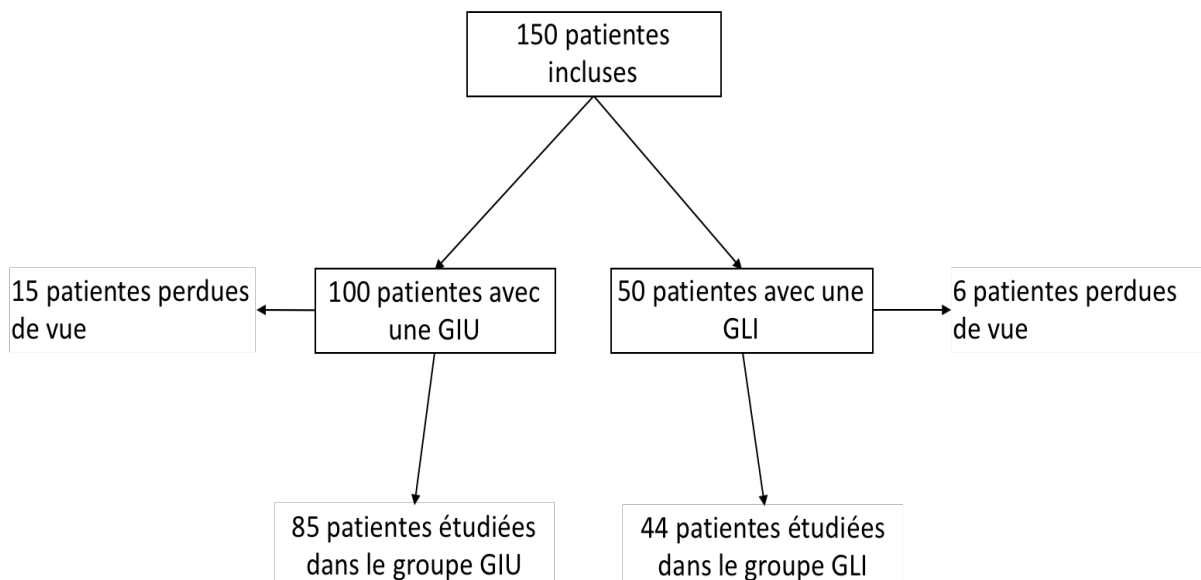 150 patientes
incluses
15 patientes perdues
de vue
100 patientes avec
une GIU
50 patientes avec une
GLI
6 patientes perdues
de vue
85 patientes étudiées
dans le groupe GIU
44 patientes étudiées
dans le groupe GLI